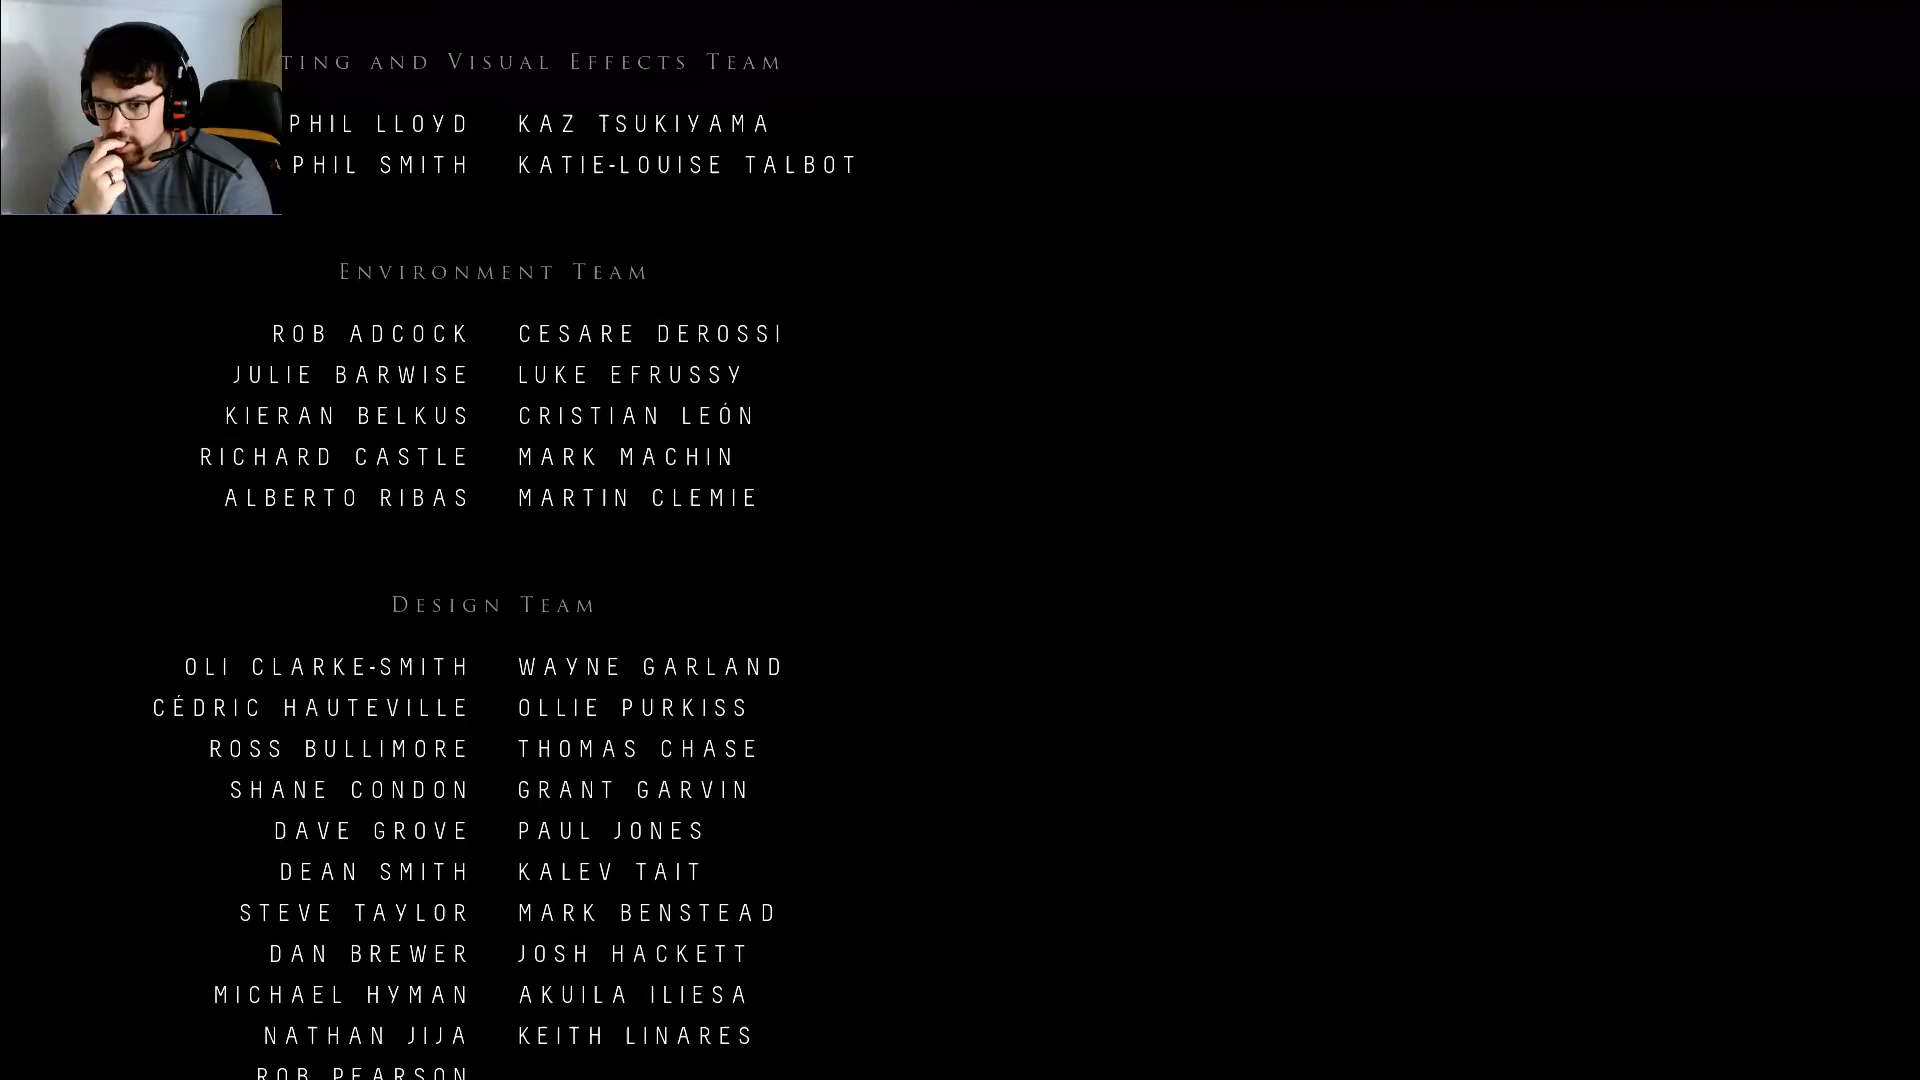 TING AND VISUAL EFFECTS TEAM
PHIL LLOYD KAZ TSUKIYAMA
PHIL SMITH KATIE-LOUISE TALBOT
ENVIRONMENT TEAM
ROB ADCOCK CESARE DEROSSI
JULIE BARWISE LUKE EFRUSSY
KIERAN BELKUS CRISTIAN LEÓN
RICHARD CASTLE MARK MACHIN
ALBERTO RIBAS MARTIN CLEMIE
DESIGN TEAM
OLI CLARKE-SMITH WAYNE GARLAND
CÉDRIC HAUTEVILLE OLLIE PURKISS
ROSS BULLIMORE THOMAS CHASE
SHANE CONDON GRANT GARVIN
DAVE GROVE PAUL JONES
DEAN SMITH KALEV TAIT
STEVE TAYLOR MARK BENSTEAD
DAN BREWER JOSH HACKETT
MICHAEL HYMAN AKUILA ILIESA
NATHAN JIJA KEITH LINARES
ROB PEARSON